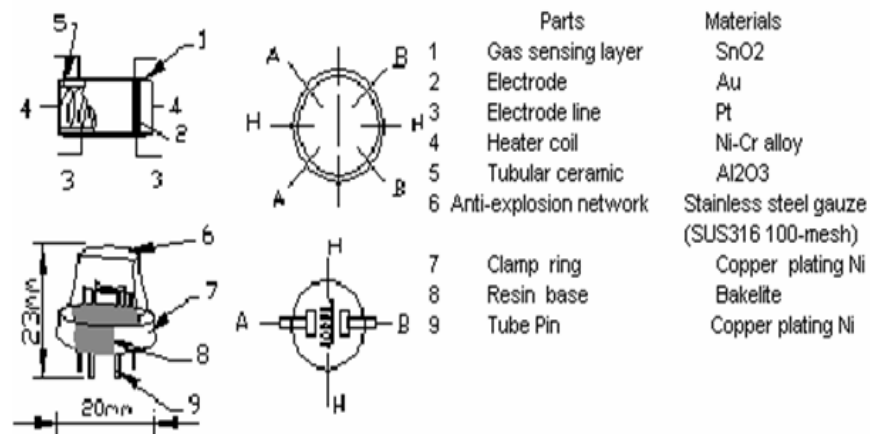 Parts Materials
1 Gas sensing layer SnO2
2 Electrode Au
3 Electrode line Pt
4 Heater coil Ni-Cr alloy
5 Tubular ceramic Al2O3
6 Anti-explosion network Stainless steel gauze
(SUS316 100-mesh)
7 Clamp ring Copper plating Ni
8 Resin base Bakelite
9 Tube Pin Copper plating Ni
5
1
4
4
2
3 3
A B
H H
A B
6
7
8
9
23mm
20mm
H
A B
H